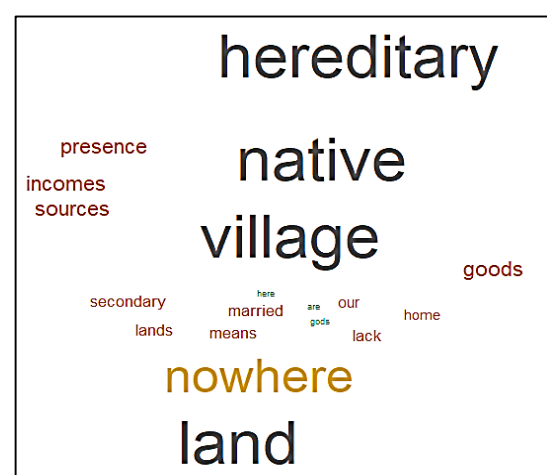 hereditary
presence
native
incomes
sources
village
goods
here
secondary
married
are
our
gods
home
lands
means
lack
nowhere
land